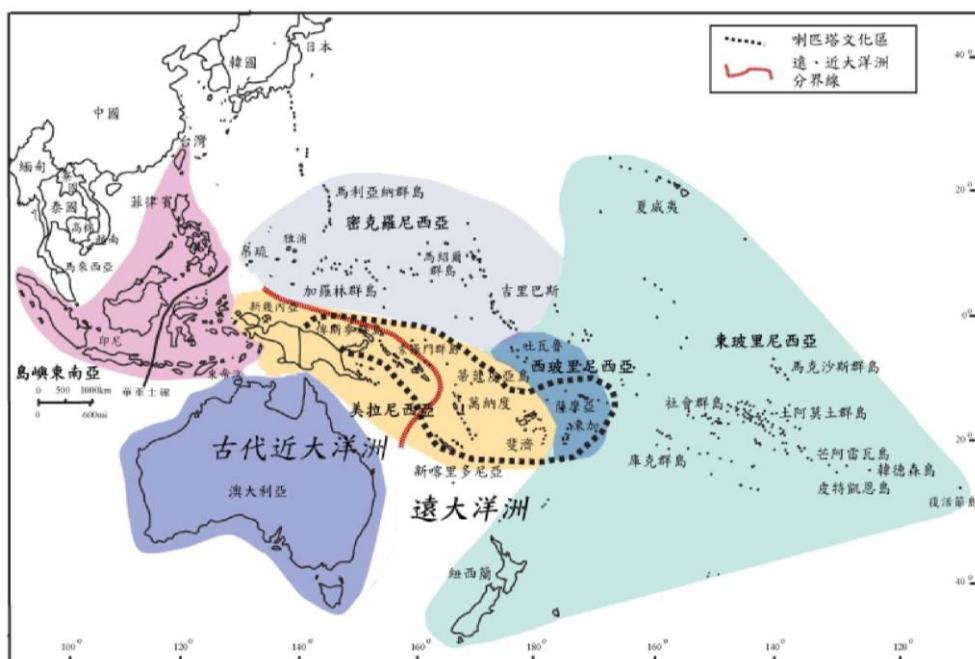 喇匹塔文化區
遠、近大洋洲
分界線
40°
20°
0°
20°
40°
日本
韓國
中國
台灣
緬甸
泰國
越南
菲律賓
馬來西亞
印尼
島嶼東南亞
0 500 1000km
0 600mi
華萊士線
東帝汶
馬利亞納群島
密克羅尼西亞
帛琉
雅浦
馬紹爾
群島
加羅林群島
吉里巴斯
新幾內亞
索羅門群島
美拉尼西亞
萬納度
斐濟
新喀里多尼亞
古代近大洋洲
澳大利亞
遠大洋洲
紐西蘭
吐瓦魯
西玻里尼西亞
薩摩亞
東加
夏威夷
東玻里尼西亞
馬克沙斯群島
社會群島
土阿莫土群島
庫克群島
芒阿雷瓦島
韓德森島
皮特凱恩島
復活節島
100°
120°
140°
160°
180°
160°
140°
120°